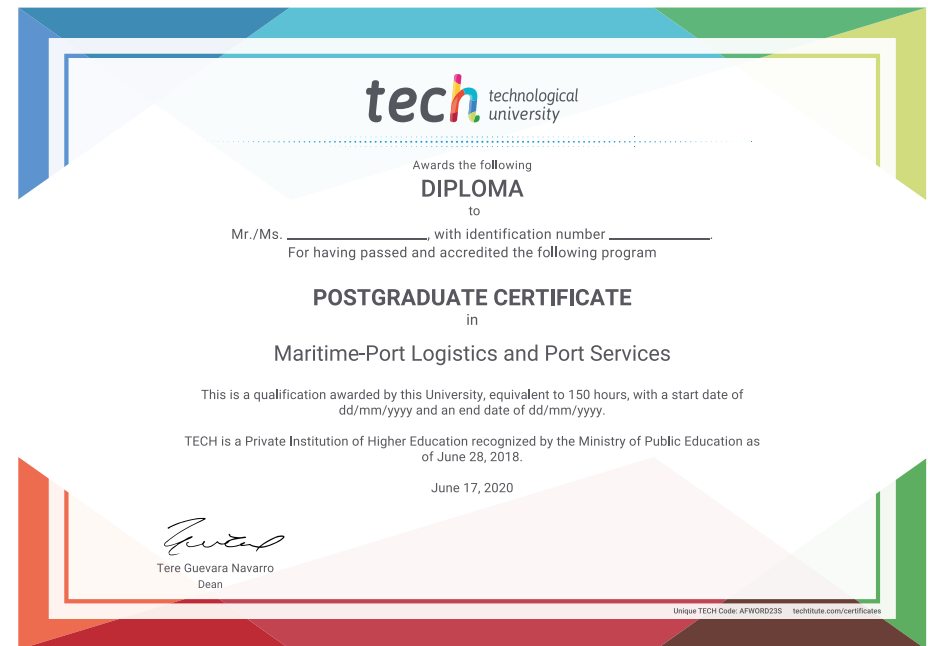 tech technological
university
Awards the following
DIPLOMA
to
Mr./Ms. ____________________, with identification number ______________.
For having passed and accredited the following program
POSTGRADUATE CERTIFICATE
in
Maritime-Port Logistics and Port Services
This is a qualification awarded by this University, equivalent to 150 hours, with a start date of
dd/mm/yyyy and an end date of dd/mm/yyyy.
TECH is a Private Institution of Higher Education recognized by the Ministry of Public Education as
of June 28, 2018.
June 17, 2020
Tere Guevara Navarro
Dean
Unique TECH Code: AFWORD23S techtitute.com/certificates